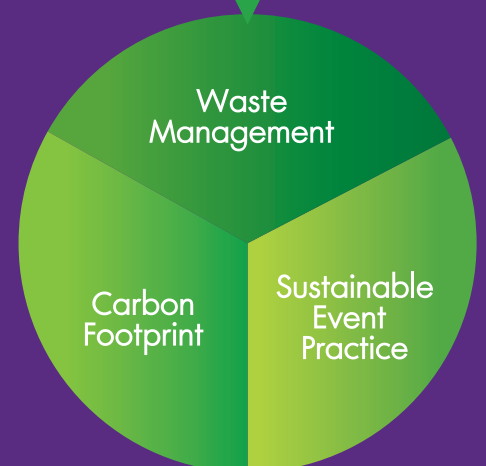 Waste
Management
Carbon
Footprint
Sustainable
Event
Practice